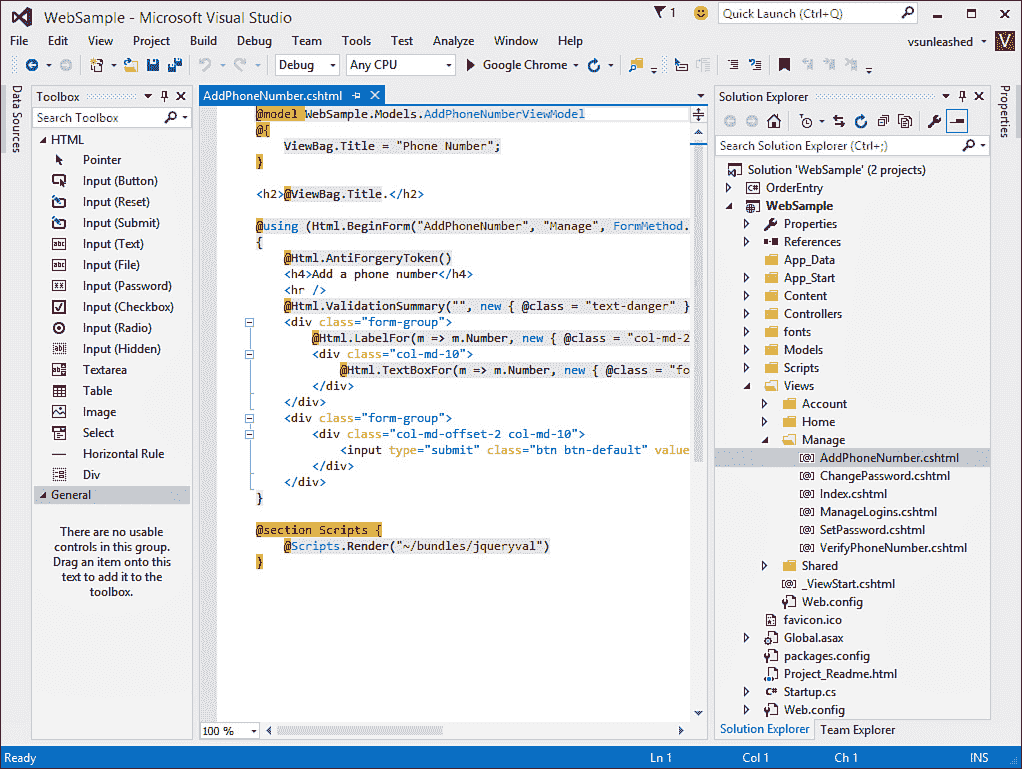 WebSample - Microsoft Visual Studio
1
Quick Launch (Ctrl+Q)
File Edit View Project Build Debug Team Tools Test Analyze Window Help
vsunleashed
Debug
Any CPU
Google Chrome
Data Sources
Toolbox
Search Toolbox
HTML
Pointer
Input (Button)
Input (Reset)
Input (Submit)
Input (Text)
Input (File)
Input (Password)
Input (Checkbox)
Input (Radio)
Input (Hidden)
Textarea
Table
Image
Select
Horizontal Rule
Div
General
There are no usable
controls in this group.
Drag an item onto this
text to add it to the
toolbox.
AddPhoneNumber.cshtml
@model WebSample.Models.AddPhoneNumberViewModel
@{
ViewBag.Title = "Phone Number";
}
<h2>@ViewBag.Title.</h2>
@using (Html.BeginForm("AddPhoneNumber", "Manage", FormMethod.
{
@Html.AntiForgeryToken()
<h4>Add a phone number</h4>
<hr />
@Html.ValidationSummary("", new { @class = "text-danger" }
<div class="form-group">
@Html.LabelFor(m => m.Number, new { @class = "col-md-2
<div class="col-md-10">
@Html.TextBoxFor(m => m.Number, new { @class = "fo
</div>
</div>
<div class="form-group">
<div class="col-md-offset-2 col-md-10">
<input type="submit" class="btn btn-default" value
</div>
</div>
}
@section Scripts {
@Scripts.Render("~/bundles/jqueryval")
}
100 %
Solution Explorer
Search Solution Explorer (Ctrl+;)
Solution 'WebSample' (2 projects)
OrderEntry
WebSample
Properties
References
App_Data
App_Start
Content
Controllers
fonts
Models
Scripts
Views
Account
Home
Manage
AddPhoneNumber.cshtml
ChangePassword.cshtml
Index.cshtml
ManageLogins.cshtml
SetPassword.cshtml
VerifyPhoneNumber.cshtml
Shared
_ViewStart.cshtml
Web.config
favicon.ico
Global.asax
packages.config
Project_Readme.html
Startup.cs
Web.config
Solution Explorer Team Explorer
Properties
Ready Ln 1 Col 1 Ch 1 INS